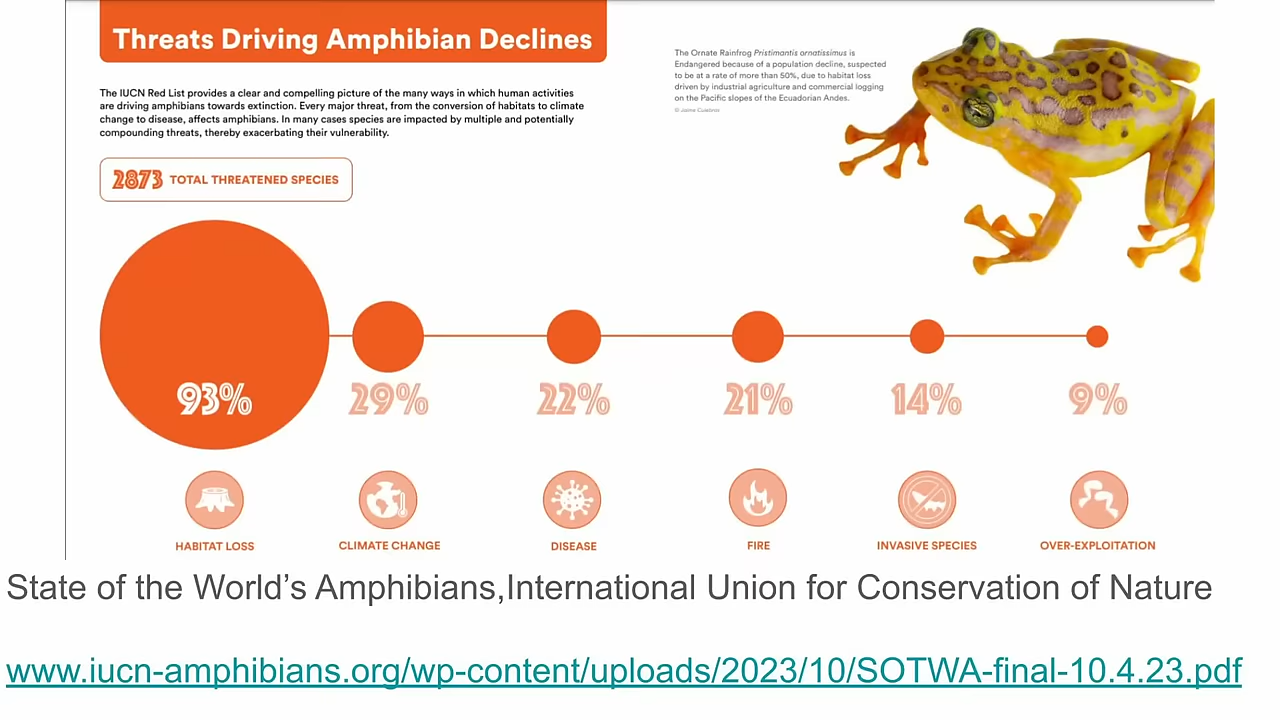 Threats Driving Amphibian Declines
The IUCN Red List provides a clear and compelling picture of the many ways in which human activities
are driving amphibians towards extinction. Every major threat, from the conversion of habitats to climate
change to disease, affects amphibians. In many cases species are impacted by multiple and potentially
compounding threats, thereby exacerbating their vulnerability.
The Ornate Rainfrog Pristimantis ornatissimus is
Endangered because of a population decline, suspected
to be at a rate of more than 50%, due to habitat loss
driven by industrial agriculture and commercial logging
on the Pacific slopes of the Ecuadorian Andes.
© Jaime Culebras
2873 TOTAL THREATENED SPECIES
93%
29%
22%
21%
14%
9%
HABITAT LOSS
CLIMATE CHANGE
DISEASE
FIRE
INVASIVE SPECIES
OVER-EXPLOITATION
State of the World’s Amphibians,International Union for Conservation of Nature
www.iucn-amphibians.org/wp-content/uploads/2023/10/SOTWA-final-10.4.23.pdf